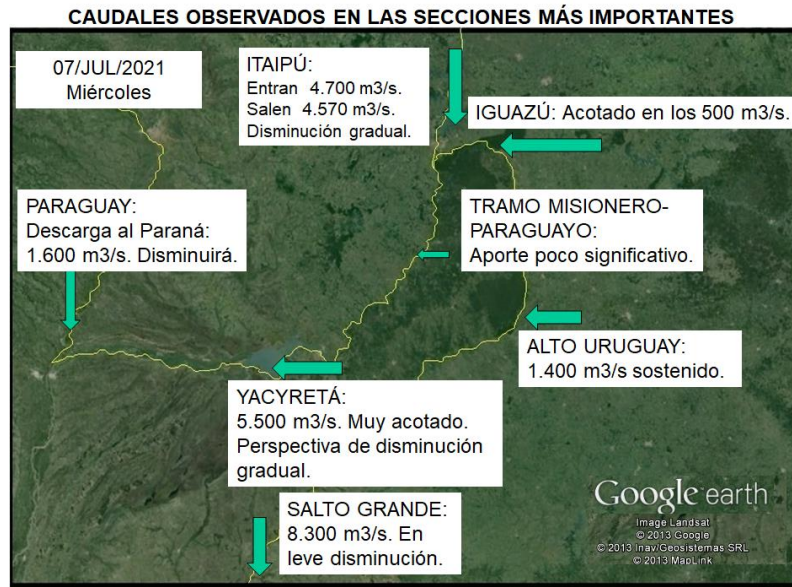 CAUDALES OBSERVADOS EN LAS SECCIONES MÁS IMPORTANTES
07/JUL/2021
Miércoles
ITAIPÚ:
Entran 4.700 m3/s.
Salen 4.570 m3/s.
Disminución gradual.
IGUAZÚ: Acotado en los 500 m3/s.
PARAGUAY:
Descarga al Paraná:
1.600 m3/s. Disminuirá.
TRAMO MISIONERO-
PARAGUAYO:
Aporte poco significativo.
ALTO URUGUAY:
1.400 m3/s sostenido.
YACYRETÁ:
5.500 m3/s. Muy acotado.
Perspectiva de disminución
gradual.
SALTO GRANDE:
8.300 m3/s. En
leve disminución.
Google earth
Image Landsat
© 2013 Google
© 2013 Inav/Geosistemas SRL
© 2013 MapLink